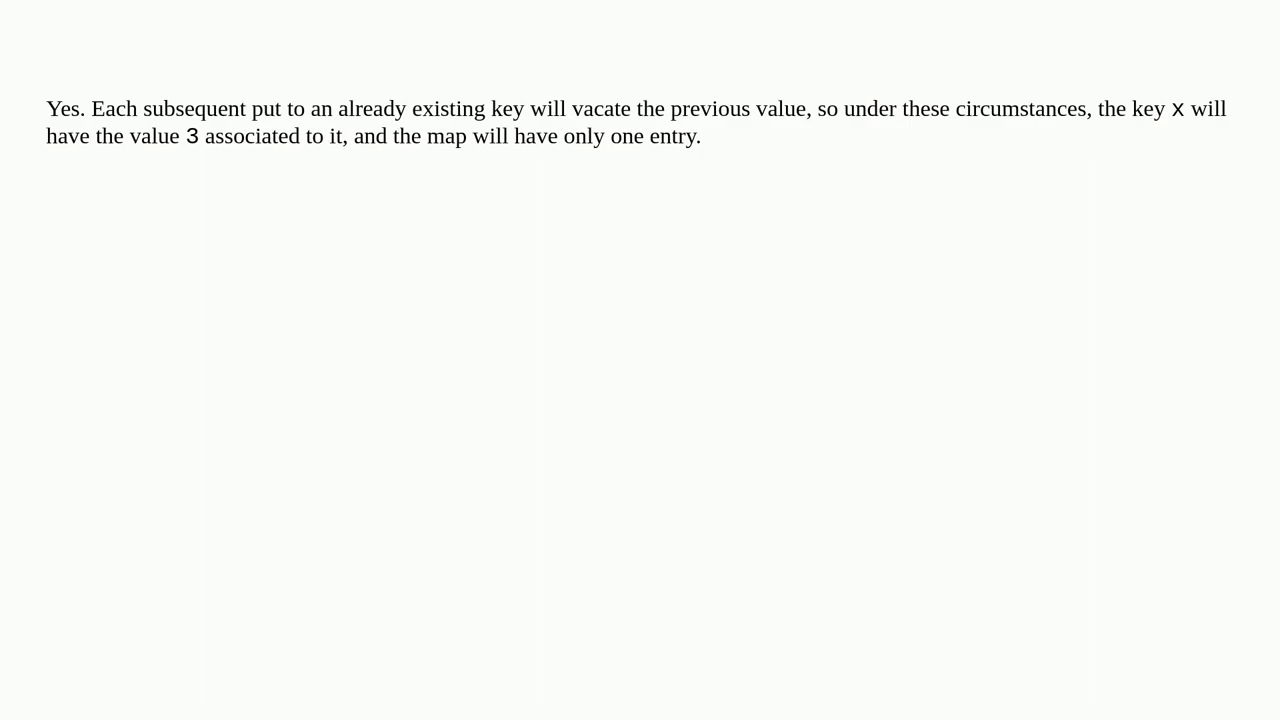 Yes. Each subsequent put to an already existing key will vacate the previous value, so under these circumstances, the key x will
have the value 3 associated to it, and the map will have only one entry.